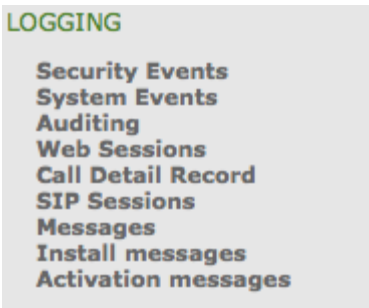 LOGGING
Security Events
System Events
Auditing
Web Sessions
Call Detail Record
SIP Sessions
Messages
Install messages
Activation messages